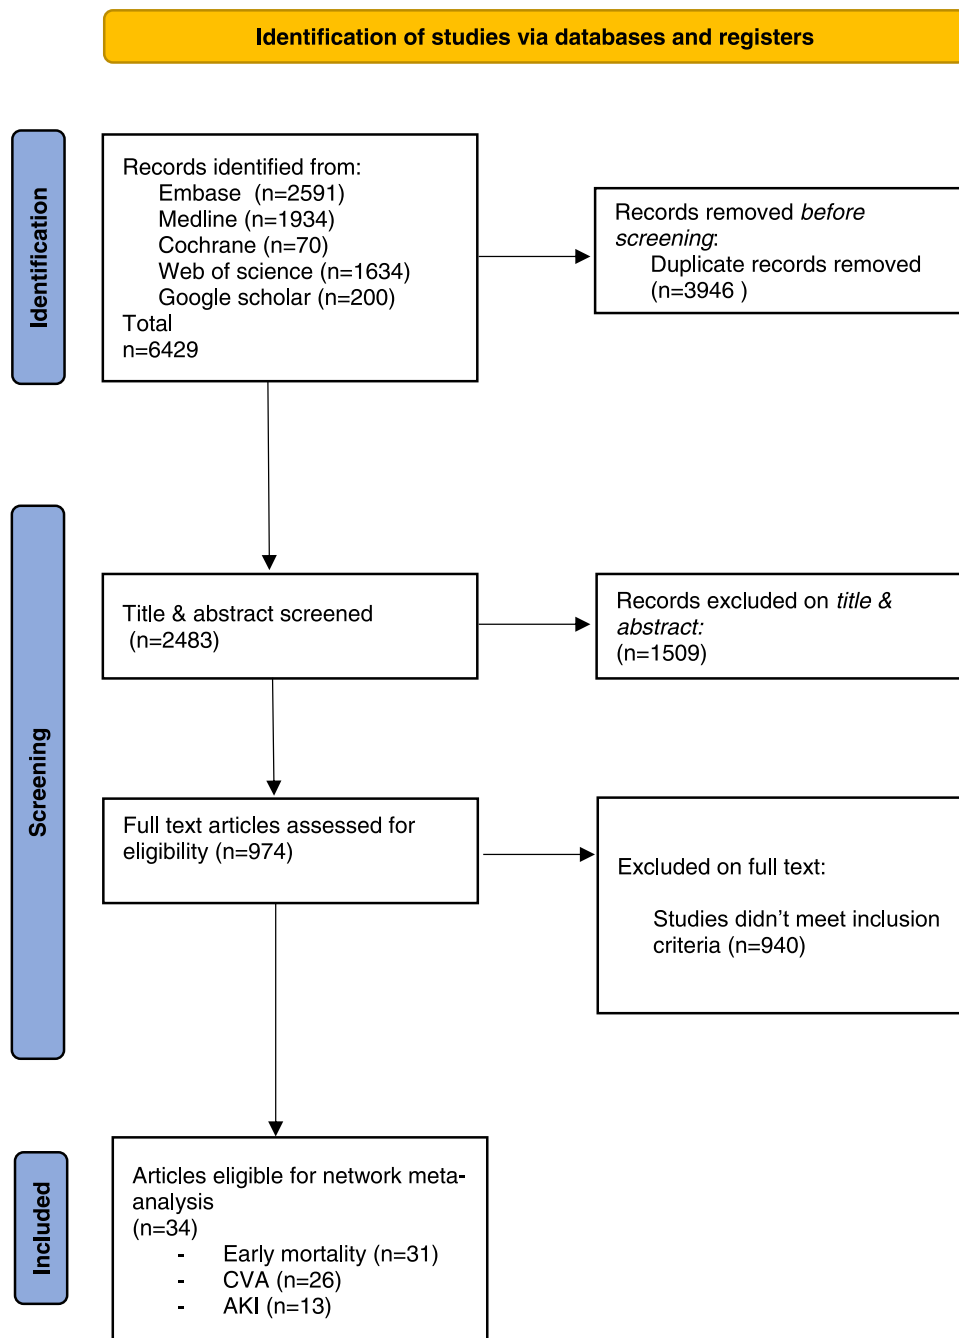 Identification of studies via databases and registers
Identification
Records identified from:
Embase (n=2591)
Medline (n=1934)
Cochrane (n=70)
Web of science (n=1634)
Google scholar (n=200)
Total
n=6429
Records removed before
screening:
Duplicate records removed
(n=3946 )
Screening
Title & abstract screened
(n=2483)
Records excluded on title &
abstract:
(n=1509)
Full text articles assessed for
eligibility (n=974)
Excluded on full text:
Studies didn't meet inclusion
criteria (n=940)
Included
Articles eligible for network meta-
analysis
(n=34)
- Early mortality (n=31)
- CVA (n=26)
- AKI (n=13)